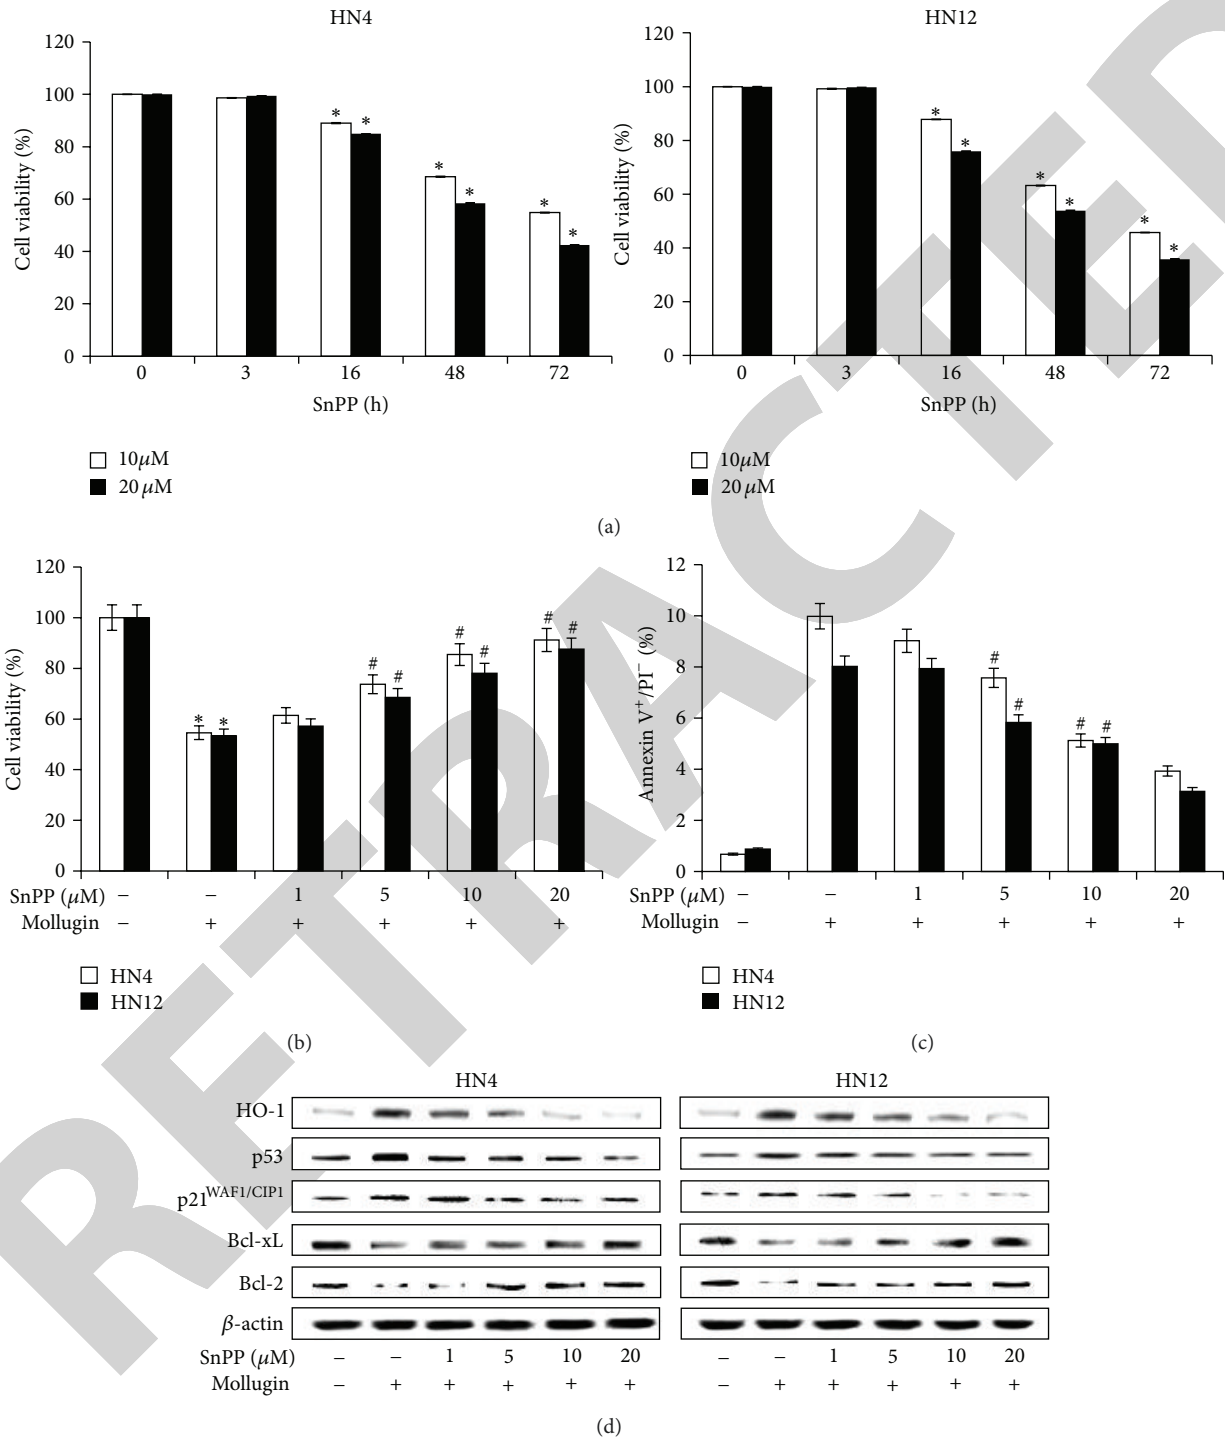 HN4
HN12
120
100
80
60
40
20
0
Cell viability (%)
* * * * * *
0 3 16 48 72
SnPP (h)
10μM
20 μM
120
100
80
60
40
20
0
Cell viability (%)
* * * * * *
0 3 16 48 72
SnPP (h)
10μM
20 μM
(a)
120
100
80
60
40
20
0
Cell viability (%)
* * # # # # # #
SnPP (μM) − − 1 5 10 20
Mollugin − + + + + +
HN4
HN12
(b)
12
10
8
6
4
2
0
Annexin V⁺/PI⁻ (%)
# # # #
SnPP (μM) − − 1 5 10 20
Mollugin − + + + + +
HN4
HN12
(c)
HN4 HN12
HO-1
p53
p21WAF1/CIP1
Bcl-xL
Bcl-2
β-actin
SnPP (μM) − − 1 5 10 20 − − 1 5 10 20
Mollugin − + + + + + − + + + + +
(d)
RETRACTED